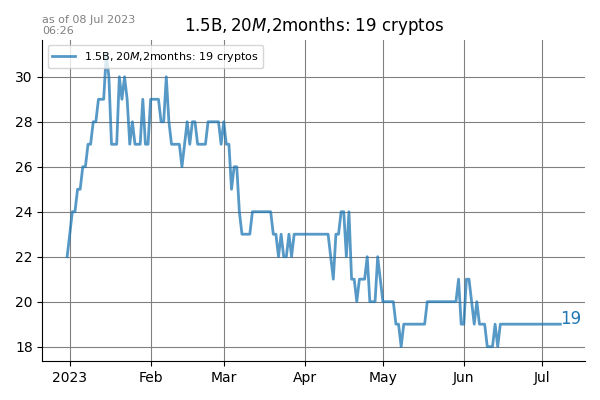 as of 08 Jul 2023
06:26
1.5B, 20M,2months: 19 cryptos
1.5B, 20M,2months: 19 cryptos
30
28
26
24
22
20
18
19
2023 Feb Mar Apr May Jun Jul